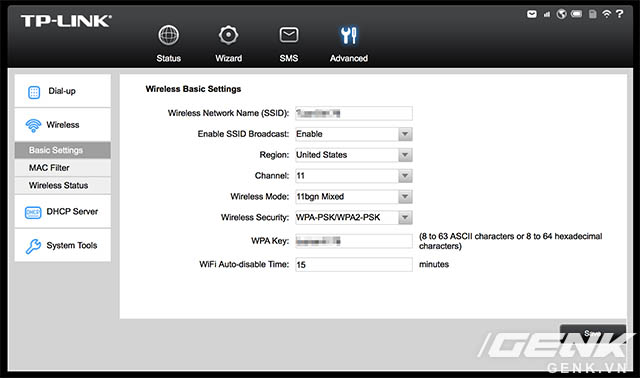 TP-LINK
Status
Wizard
SMS
Advanced
Dial-up
Wireless
Basic Settings
MAC Filter
Wireless Status
DHCP
DHCP Server
System Tools
Wireless Basic Settings
Wireless Network Name (SSID):
Enable SSID Broadcast: Enable
Region: United States
Channel: 11
Wireless Mode: 11bgn Mixed
Wireless Security: WPA-PSK/WPA2-PSK
WPA Key: (8 to 63 ASCII characters or 8 to 64 hexadecimal
characters)
WiFi Auto-disable Time: 15 minutes
Save
GENK
GENK.VN